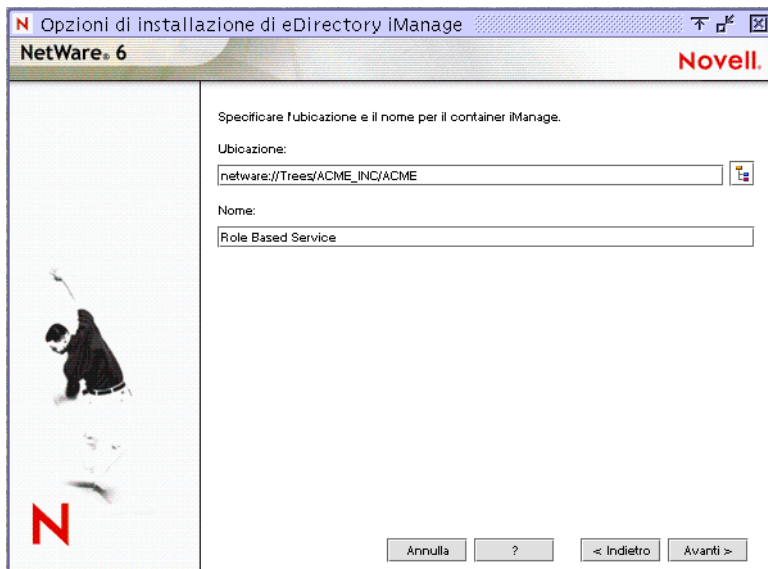 N Opzioni di installazione di eDirectory iManage
NetWare® 6
Novell.
Specificare l'ubicazione e il nome per il container iManage.
Ubicazione:
netware://Trees/ACME_INC/ACME
Nome:
Role Based Service
N
Annulla ? < Indietro Avanti >